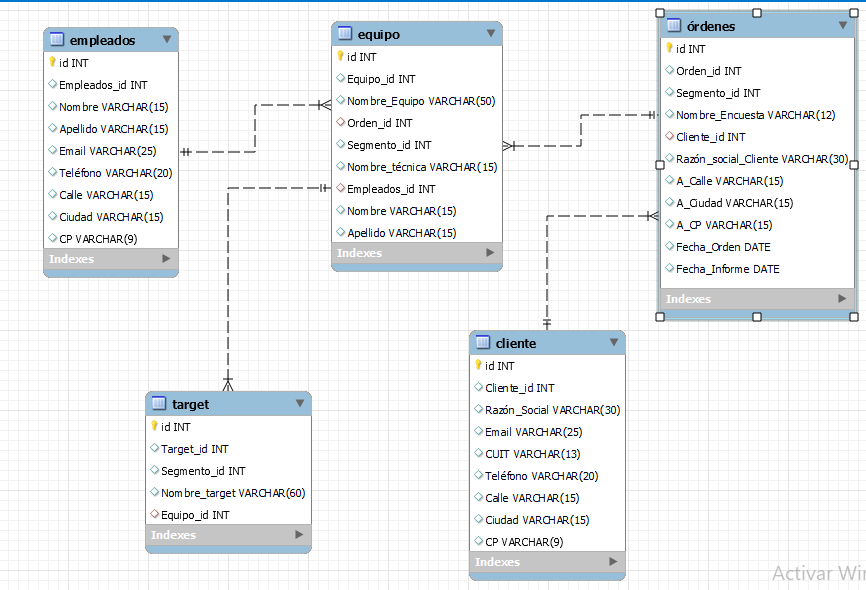 empleados
id INT
Empleados_id INT
Nombre VARCHAR(15)
Apellido VARCHAR(15)
Email VARCHAR(25)
Teléfono VARCHAR(20)
Calle VARCHAR(15)
Ciudad VARCHAR(15)
CP VARCHAR(9)
Indexes
equipo
id INT
Equipo_id INT
Nombre_Equipo VARCHAR(50)
Orden_id INT
Segmento_id INT
Nombre_técnica VARCHAR(15)
Empleados_id INT
Nombre VARCHAR(15)
Apellido VARCHAR(15)
Indexes
órdenes
id INT
Orden_id INT
Segmento_id INT
Nombre_Encuesta VARCHAR(12)
Cliente_id INT
Razón_social_Cliente VARCHAR(30)
A_Calle VARCHAR(15)
A_Ciudad VARCHAR(15)
A_CP VARCHAR(15)
Fecha_Orden DATE
Fecha_Informe DATE
Indexes
target
id INT
Target_id INT
Segmento_id INT
Nombre_target VARCHAR(60)
Equipo_id INT
Indexes
cliente
id INT
Cliente_id INT
Razón_Social VARCHAR(30)
Email VARCHAR(25)
CUIT VARCHAR(13)
Teléfono VARCHAR(20)
Calle VARCHAR(15)
Ciudad VARCHAR(15)
CP VARCHAR(9)
Indexes
Activar Wi